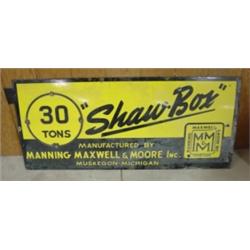 30
TONS
"Shaw-Box"
MANUFACTURED BY
MANNING MAXWELL & MOORE INC.
MUSKEGON-MICHIGAN
MAXWELL
MMM